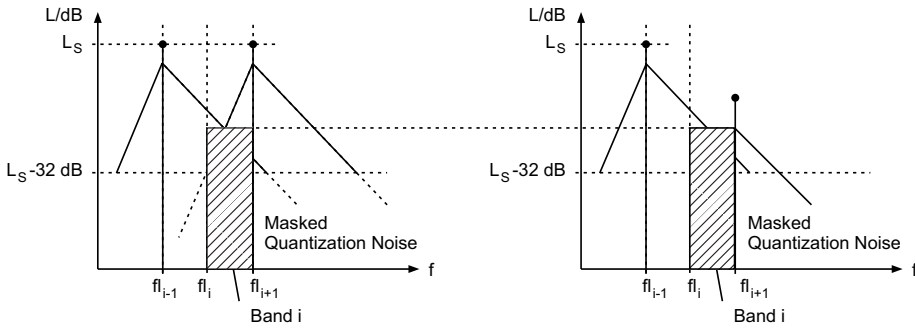 L/dB
L_S
L_S-32 dB
Masked
Quantization Noise
f
fl_{i-1}
fl_i
fl_{i+1}
Band i
L/dB
L_S
L_S-32 dB
Masked
Quantization Noise
f
fl_{i-1}
fl_i
fl_{i+1}
Band i